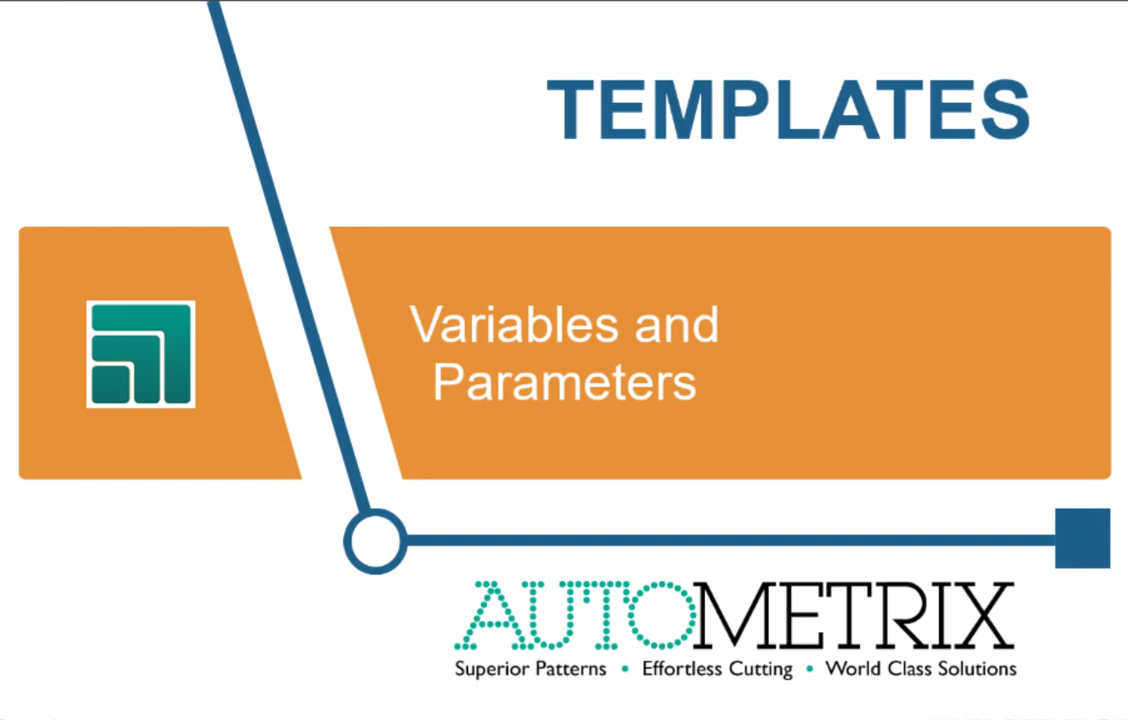 TEMPLATES
Variables and
Parameters
AUTOMETRIX
Superior Patterns • Effortless Cutting • World Class Solutions